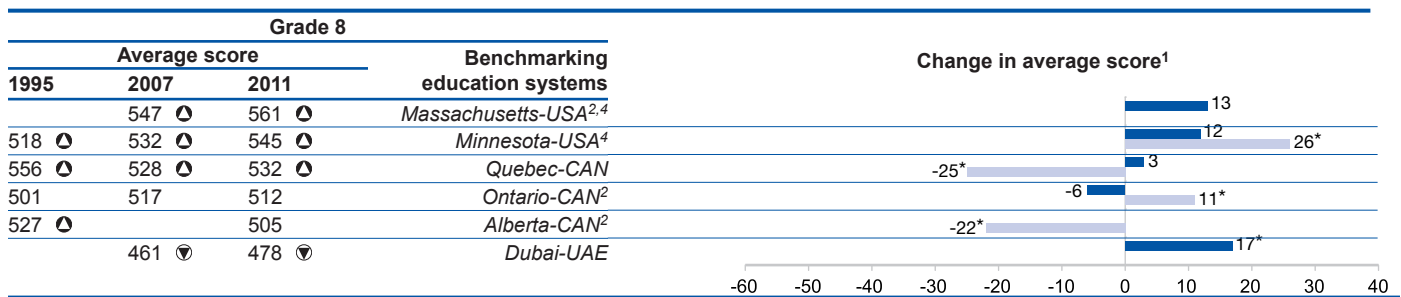 Grade 8
Average score Benchmarking education systems Change in average score¹
1995 2007 2011
547 561 Massachusetts-USA²,⁴ 13
518 532 545 Minnesota-USA⁴ 12 26*
556 528 532 Quebec-CAN 3 -25*
501 517 512 Ontario-CAN² -6 11*
527 505 Alberta-CAN² -22*
461 478 Dubai-UAE 17*
-60 -50 -40 -30 -20 -10 0 10 20 30 40